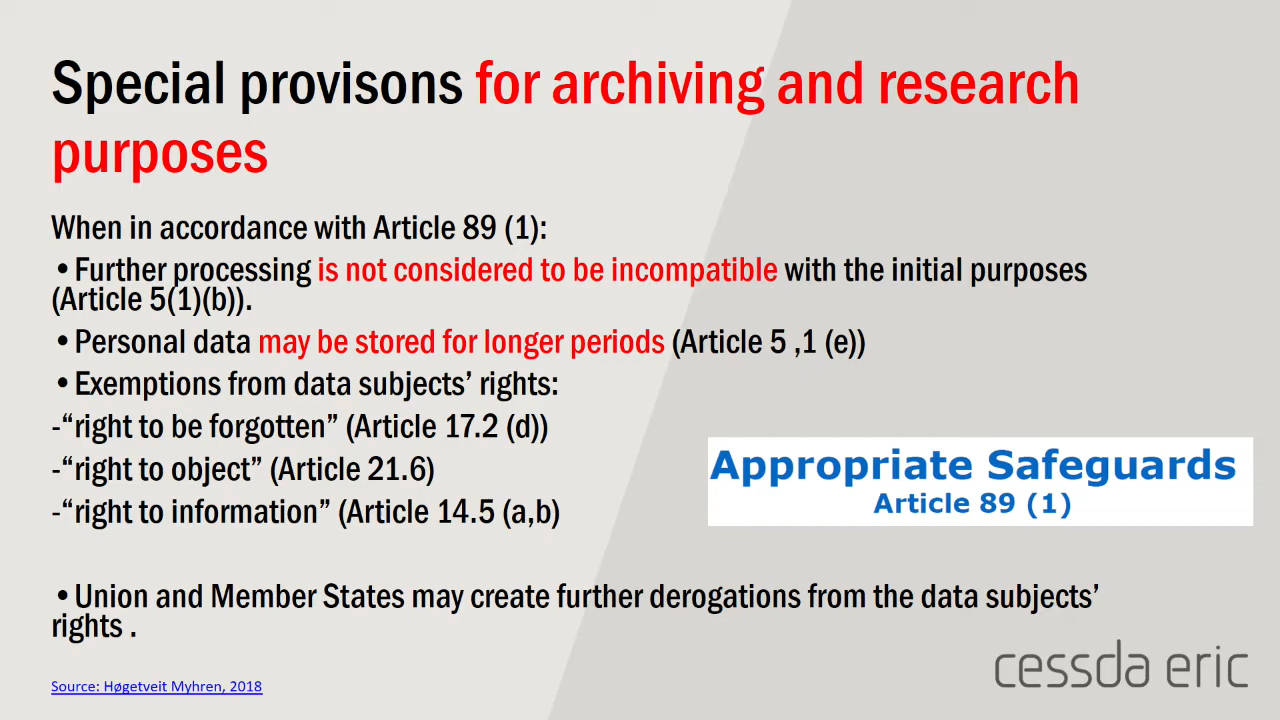 Special provisons for archiving and research
purposes
When in accordance with Article 89 (1):
•Further processing is not considered to be incompatible with the initial purposes
(Article 5(1)(b)).
•Personal data may be stored for longer periods (Article 5 ,1 (e))
•Exemptions from data subjects’ rights:
-“right to be forgotten” (Article 17.2 (d))
-“right to object” (Article 21.6)
-“right to information” (Article 14.5 (a,b)
Appropriate Safeguards
Article 89 (1)
•Union and Member States may create further derogations from the data subjects’
rights .
cessda eric
Source: Høgetveit Myhren, 2018